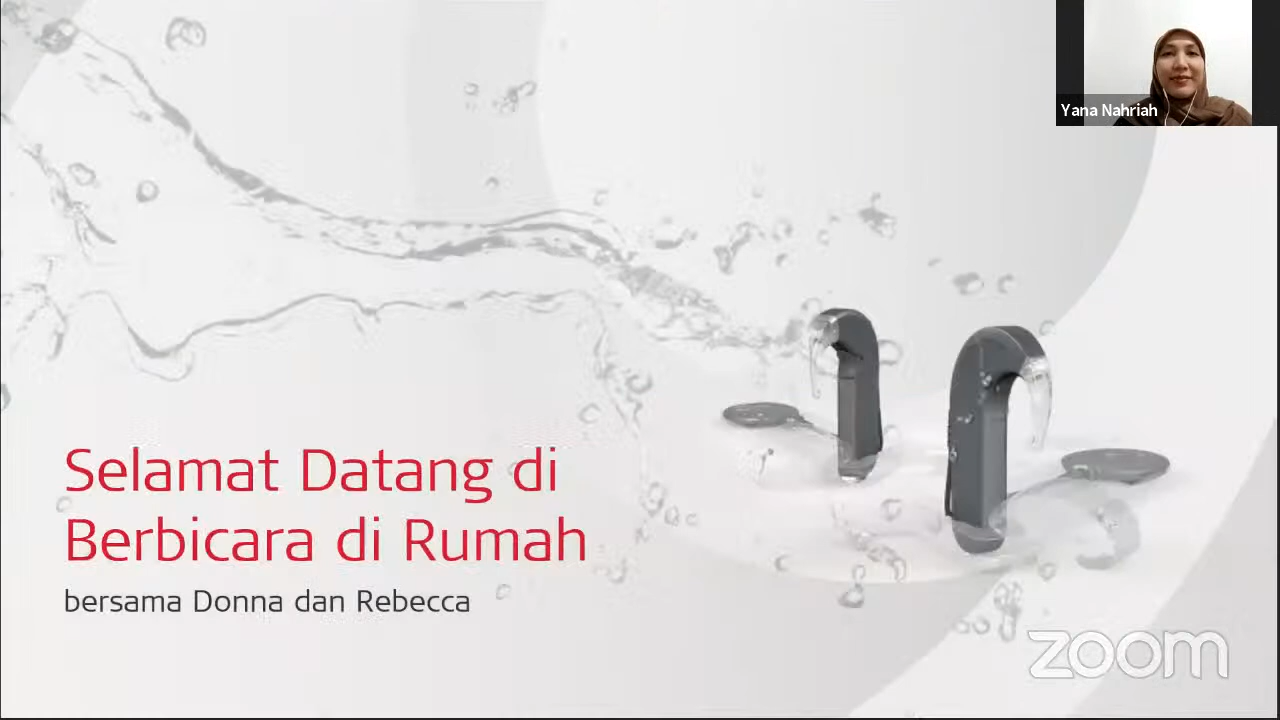 Yana Nahriah
Selamat Datang di
Berbicara di Rumah
bersama Donna dan Rebecca
zoom